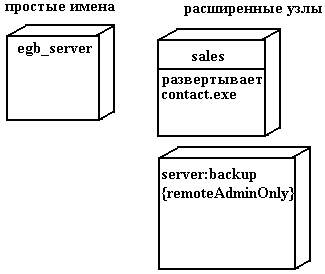 простые имена
расширенные узлы
egb_server
sales
развертывает
contact.exe
server:backup
{remoteAdminOnly}